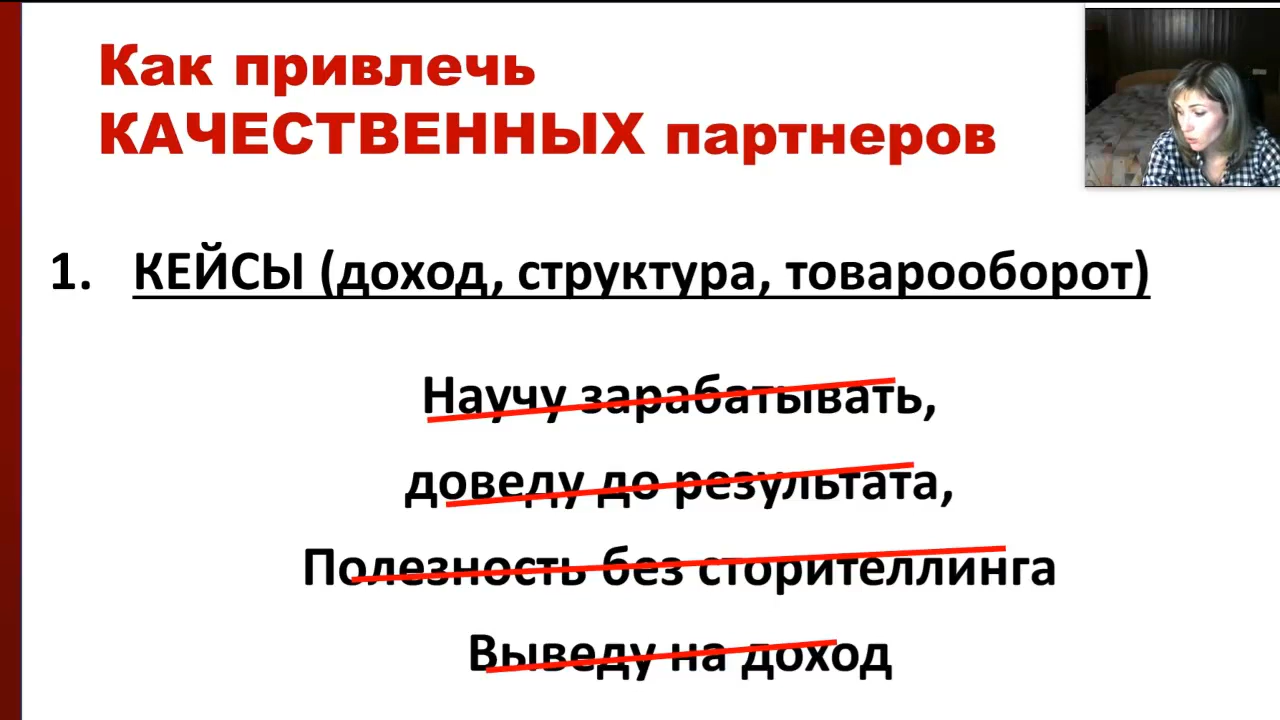 Как привлечь
КАЧЕСТВЕННЫХ партнеров
1. КЕЙСЫ (доход, структура, товарооборот)
Научу зарабатывать,
доведу до результата,
Полезность без сторителлинга
Выведу на доход